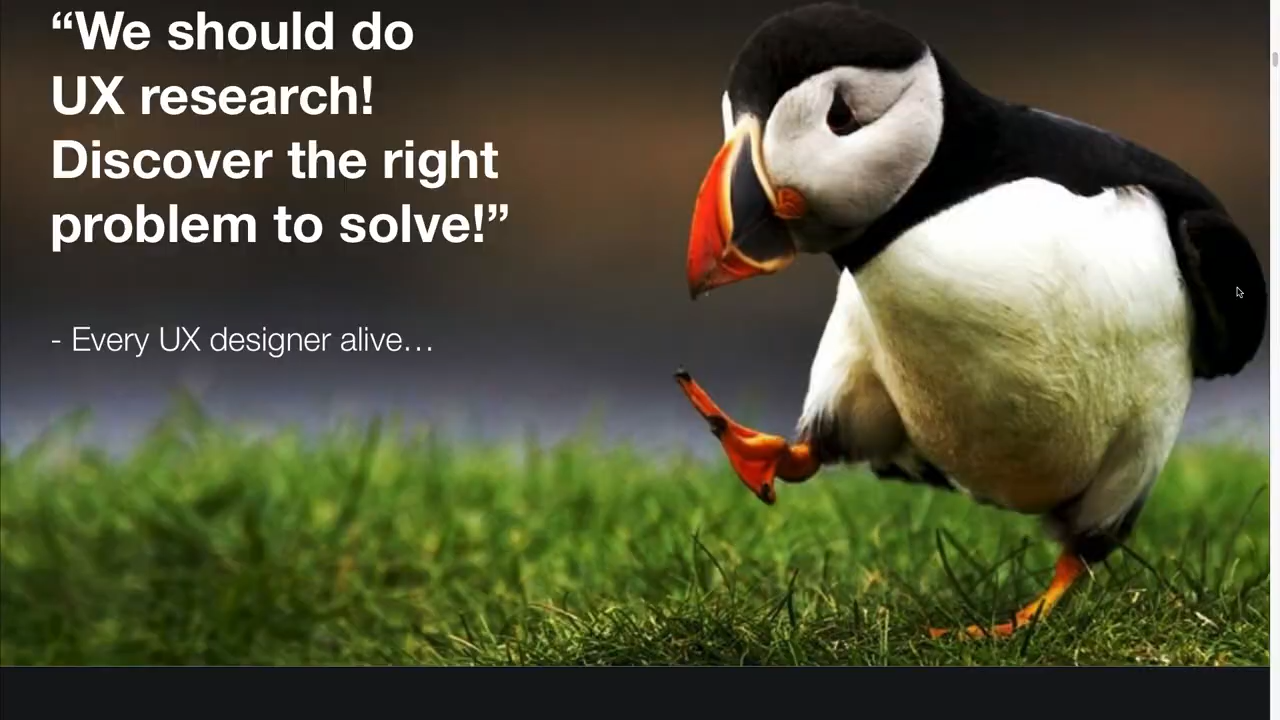 “We should do
UX research!
Discover the right
problem to solve!”
- Every UX designer alive…